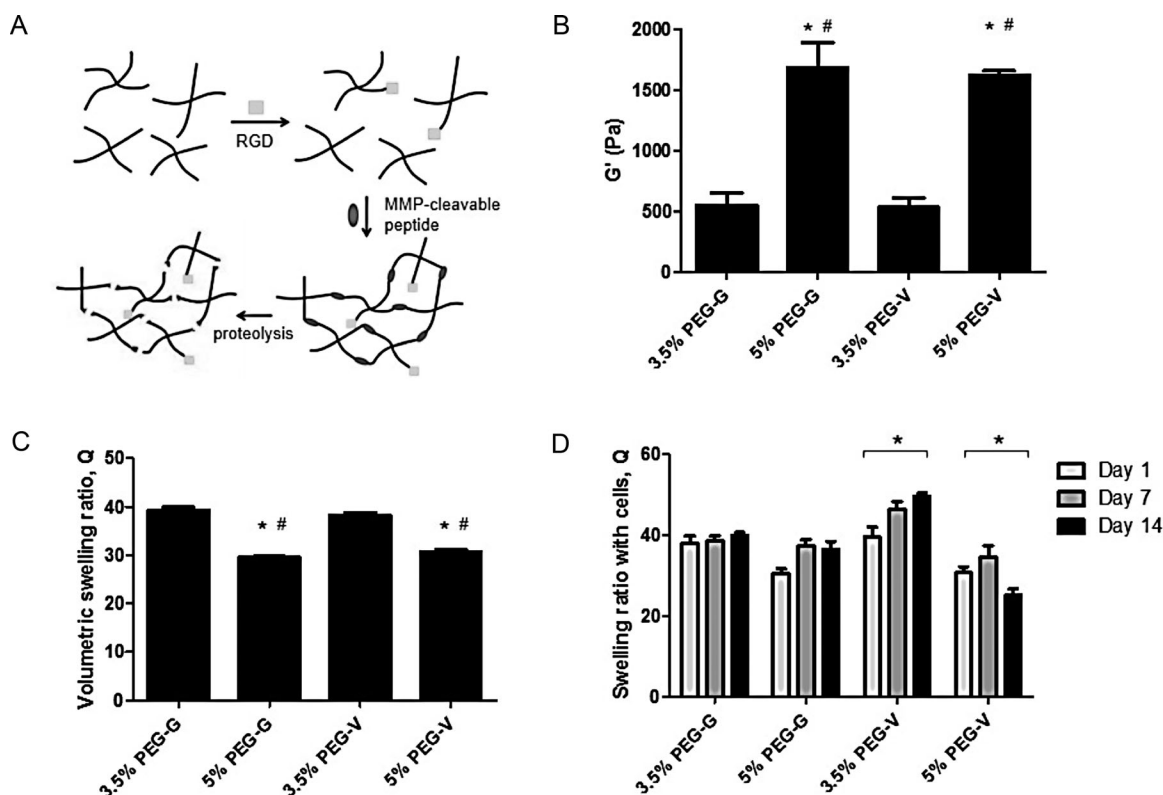 A
RGD
MMP-cleavable
peptide
proteolysis
B
G' (Pa)
2000
1500
1000
500
0
* #
* #
3.5% PEG-G
5% PEG-G
3.5% PEG-V
5% PEG-V
C
Volumetric swelling ratio, Q
50
40
30
20
10
0
* #
* #
3.5% PEG-G
5% PEG-G
3.5% PEG-V
5% PEG-V
D
Swelling ratio with cells, Q
60
40
20
0
*
*
3.5% PEG-G
5% PEG-G
3.5% PEG-V
5% PEG-V
Day 1
Day 7
Day 14